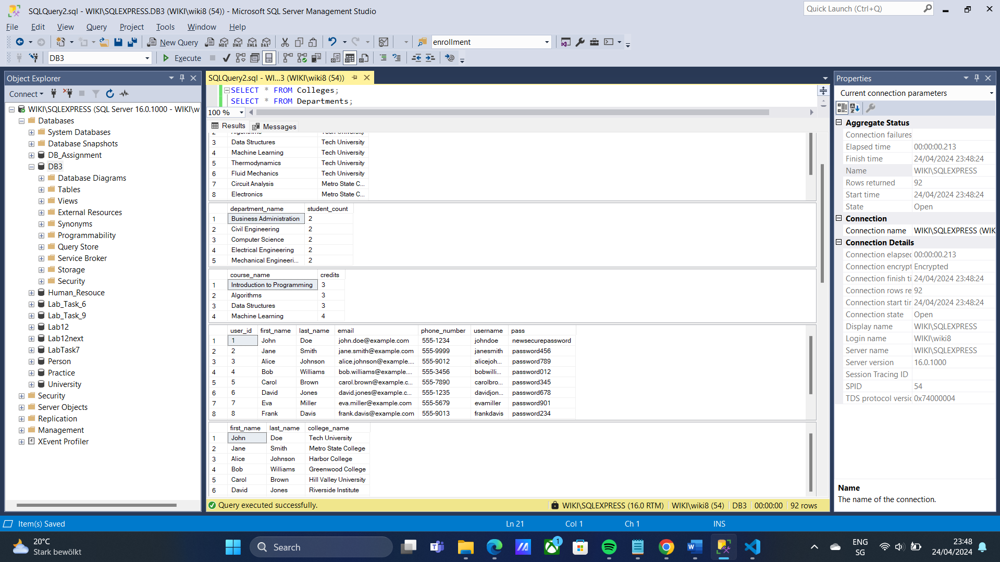 SQLQuery2.sql - WIKI\SQLEXPRESS.DB3 (WIKI\wiki8 (54)) - Microsoft SQL Server Management Studio
Quick Launch (Ctrl+Q)
File Edit View Query Project Tools Window Help
New Query
MDX DMX XMLA DAX
enrollment
DB3
Execute
Object Explorer
Connect
WIKI\SQLEXPRESS (SQL Server 16.0.1000 - WIKI\w
Databases
System Databases
Database Snapshots
DB_Assignment
DB3
Database Diagrams
Tables
Views
External Resources
Synonyms
Programmability
Query Store
Service Broker
Storage
Security
Human_Resouce
Lab_Task_6
Lab_Task_9
Lab12
Lab12next
LabTask7
Person
Practice
University
Security
Server Objects
Replication
Management
XEvent Profiler
SQLQuery2.sql - WI...3 (WIKI\wiki8 (54))
SELECT * FROM Colleges;
SELECT * FROM Departments;
100 %
Results Messages
2 Algorithms Tech University
3 Data Structures Tech University
4 Machine Learning Tech University
5 Thermodynamics Tech University
6 Fluid Mechanics Tech University
7 Circuit Analysis Metro State C...
8 Electronics Metro State C...
department_name student_count
1 Business Administration 2
2 Civil Engineering 2
3 Computer Science 2
4 Electrical Engineering 2
5 Mechanical Engineeri... 2
course_name credits
1 Introduction to Programming 3
2 Algorithms 3
3 Data Structures 3
4 Machine Learning 4
user_id first_name last_name email phone_number username pass
1 1 John Doe john.doe@example.com 555-1234 johndoe newsecurepassword
2 2 Jane Smith jane.smith@example.com 555-9999 janesmith password456
3 3 Alice Johnson alice.johnson@example.... 555-9012 alicejoh... password789
4 4 Bob Williams bob.williams@example.... 555-3456 bobwilli... password012
5 5 Carol Brown carol.brown@example.c... 555-7890 carolbro... password345
6 6 David Jones david.jones@example.c... 555-1235 davidjon... password678
7 7 Eva Miller eva.miller@example.com 555-5679 evamiller password901
8 8 Frank Davis frank.davis@example.com 555-9013 frankdavis password234
first_name last_name college_name
1 John Doe Tech University
2 Jane Smith Metro State College
3 Alice Johnson Harbor College
4 Bob Williams Greenwood College
5 Carol Brown Hill Valley University
6 David Jones Riverside Institute
Query executed successfully.
WIKI\SQLEXPRESS (16.0 RTM) WIKI\wiki8 (54) DB3 00:00:00 92 rows
Properties
Current connection parameters
Aggregate Status
Connection failures
Elapsed time 00:00:00.213
Finish time 24/04/2024 23:48:24
Name WIKI\SQLEXPRESS
Rows returned 92
Start time 24/04/2024 23:48:24
State Open
Connection
Connection name WIKI\SQLEXPRESS (WIK
Connection Details
Connection elapsec 00:00:00.213
Connection encrypt Encrypted
Connection finish ti 24/04/2024 23:48:24
Connection rows re 92
Connection start tir 24/04/2024 23:48:24
Connection state Open
Display name WIKI\SQLEXPRESS
Login name WIKI\wiki8
Server name WIKI\SQLEXPRESS
Server version 16.0.1000
Session Tracing ID
SPID 54
TDS protocol versic 0x74000004
Name
The name of the connection.
Item(s) Saved
Ln 21 Col 1 Ch 1 INS
20°C
Stark bewölkt
Search
1
ENG
SG
23:48
24/04/2024